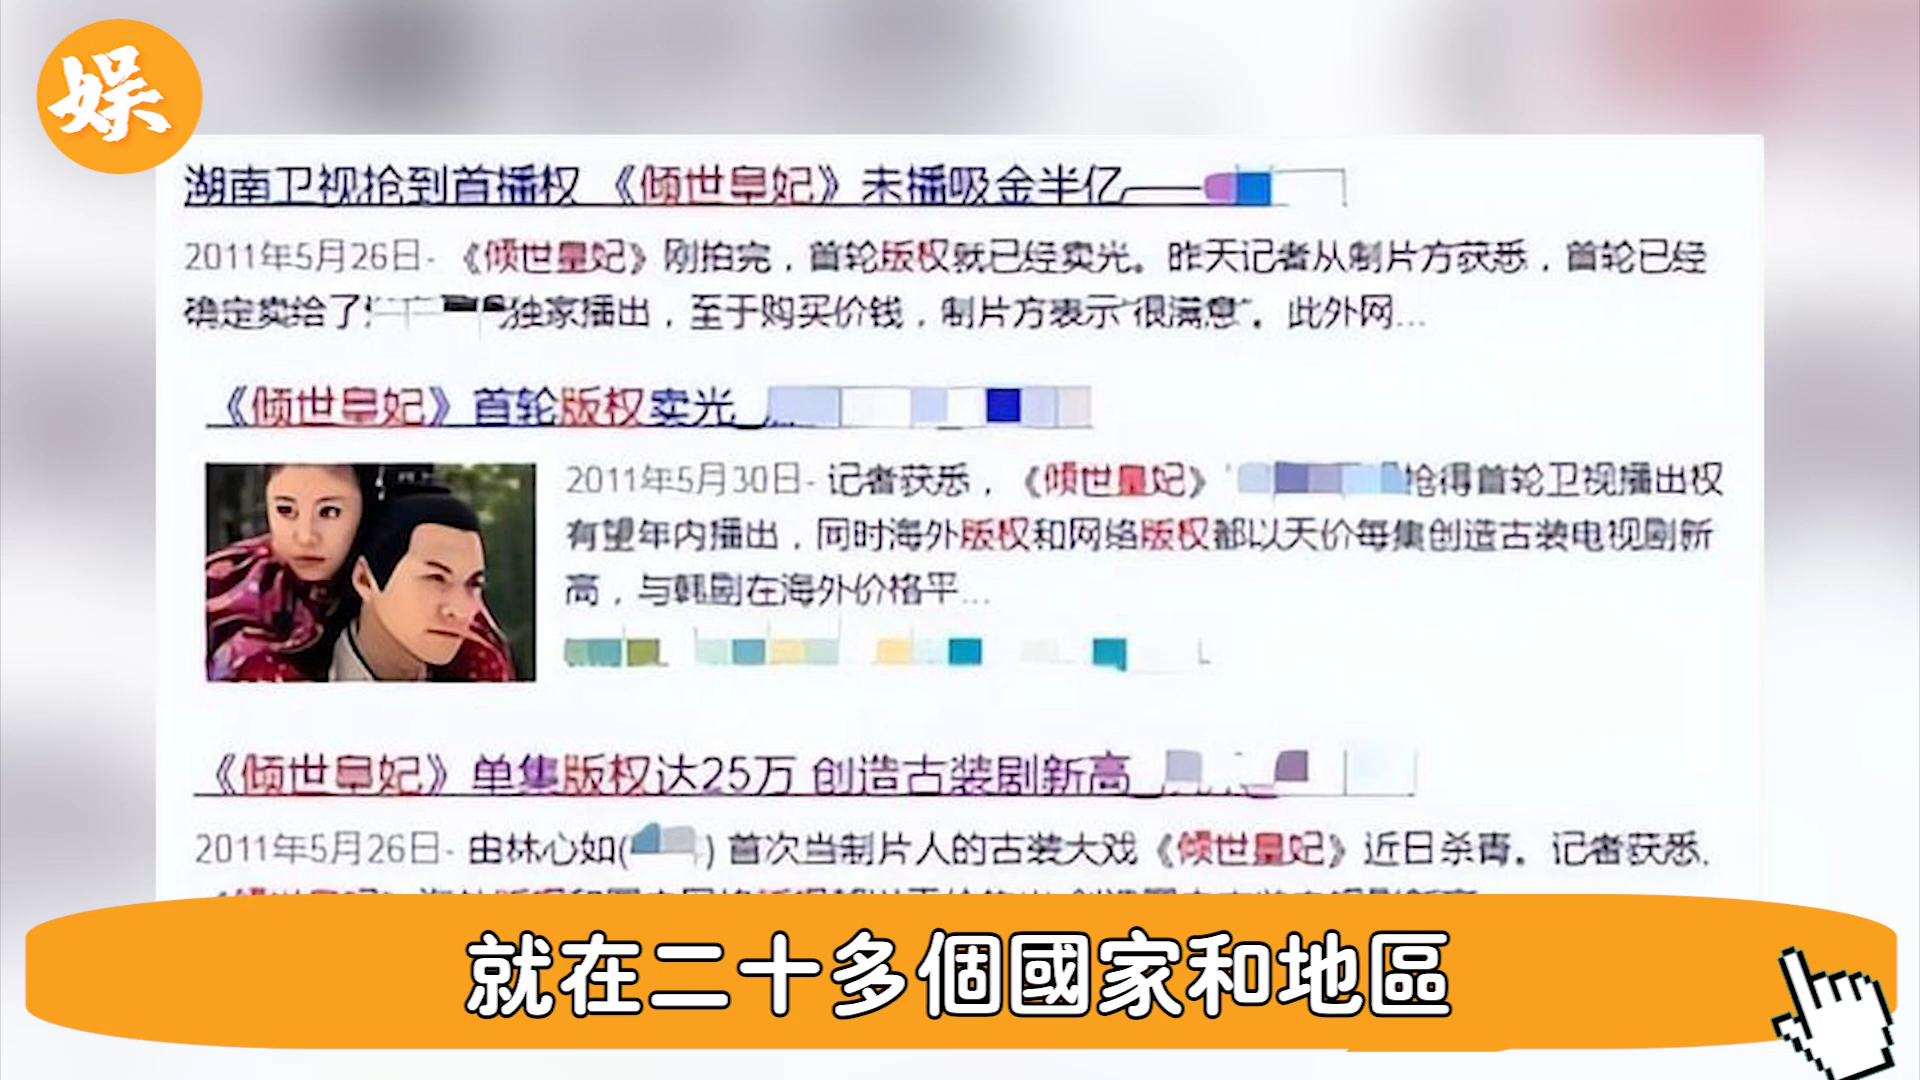 娱
湖南卫视抢到首播权 《倾世皇妃》未播吸金半亿
2011年5月26日- 《倾世皇妃》刚拍完，首轮版权就已经卖光。昨天记者从制片方获悉，首轮已经
确定卖给了 独家播出，至于购买价钱，制片方表示“很满意”。此外网...
《倾世皇妃》首轮版权卖光
2011年5月30日- 记者获悉，《倾世皇妃》 抢得首轮卫视播出权
有望年内播出，同时海外版权和网络版权都以天价每集创造古装电视剧新
高，与韩剧在海外价格平...
《倾世皇妃》单集版权达25万 创造古装剧新高
2011年5月26日- 由林心如( ) 首次当制片人的古装大戏《倾世皇妃》近日杀青。记者获悉,
就在二十多個國家和地區